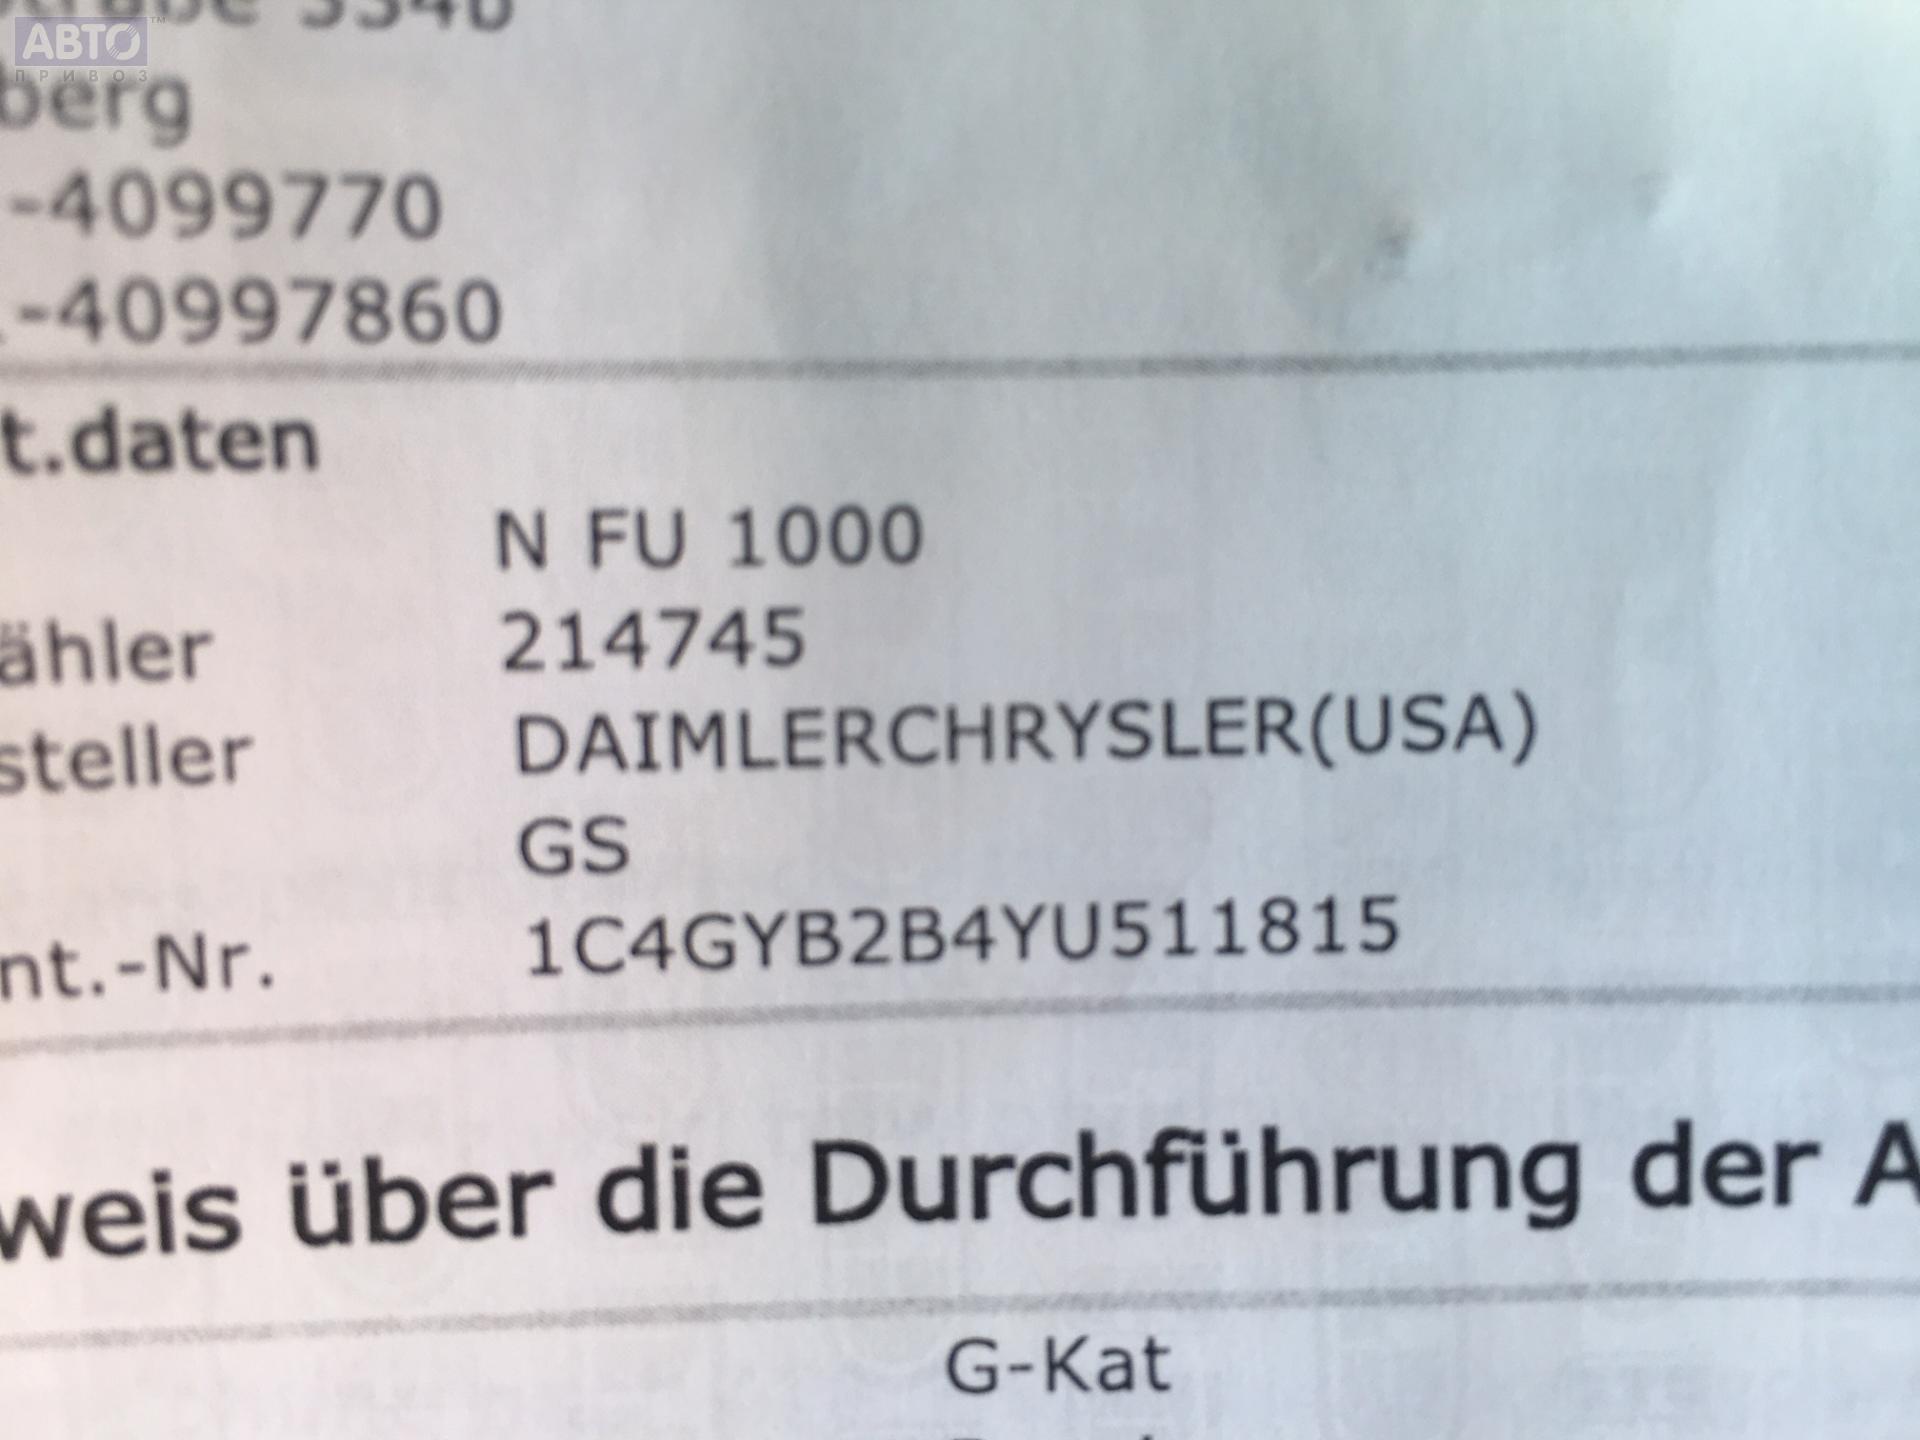 АВТО
ПРИВОЗ
berg
-4099770
-40997860
t.daten
N FU 1000
ähler 214745
steller DAIMLERCHRYSLER(USA)
GS
nt.-Nr. 1C4GYB2B4YU511815
weis über die Durchführung der A
G-Kat